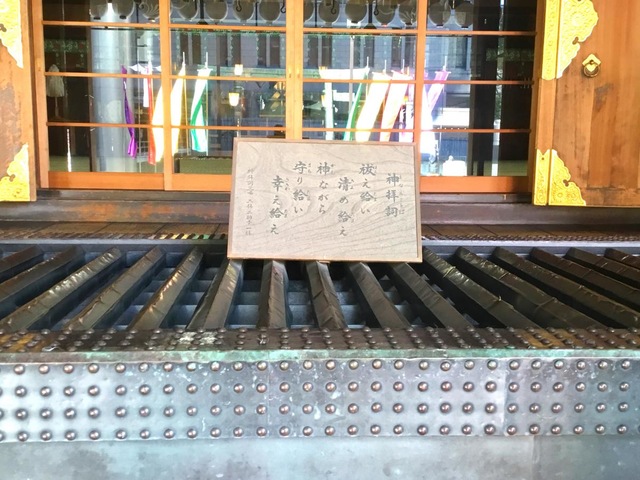 神拝詞
祓え給い
清め給え
神ながら
守り給い
幸え給え